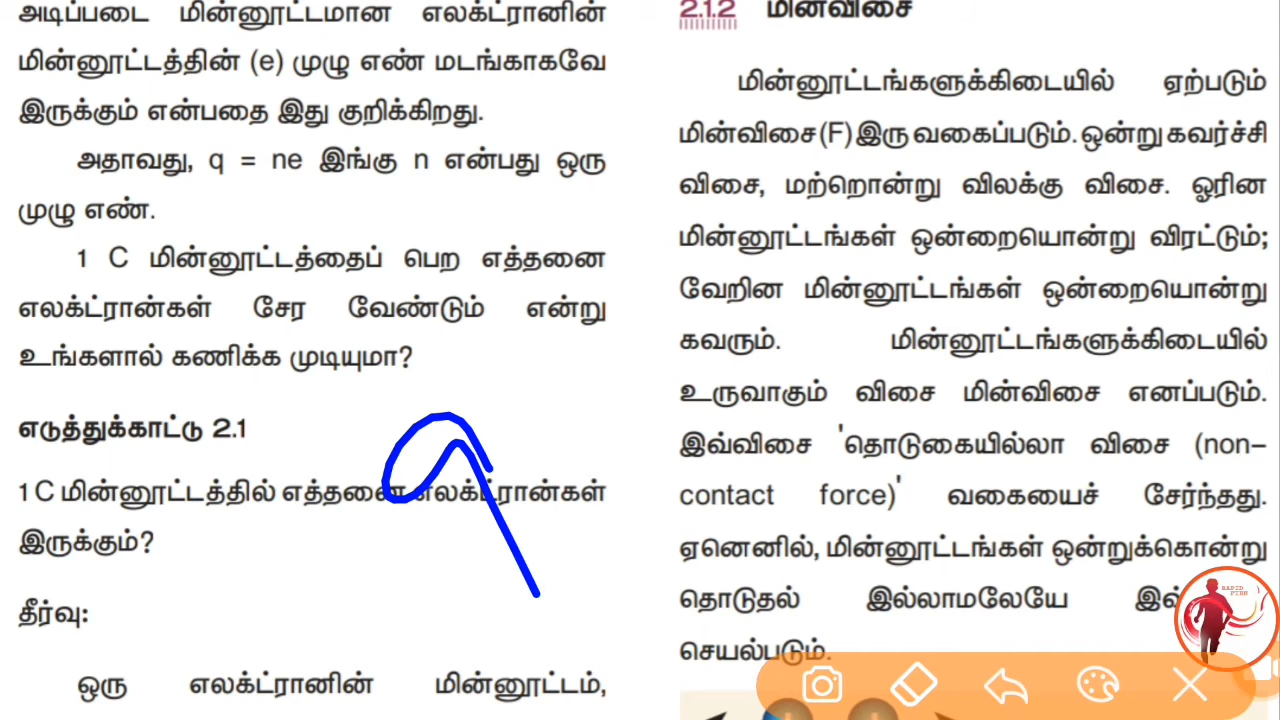 அடிப்படை மின்னூட்டமான எலக்ட்ரானின்
மின்னூட்டத்தின் (e) முழு எண் மடங்காகவே
இருக்கும் என்பதை இது குறிக்கிறது.
அதாவது, q = ne இங்கு n என்பது ஒரு
முழு எண்.
1 C மின்னூட்டத்தைப் பெற எத்தனை
எலக்ட்ரான்கள் சேர வேண்டும் என்று
உங்களால் கணிக்க முடியுமா?
எடுத்துக்காட்டு 2.1
1 C மின்னூட்டத்தில் எத்தனை எலக்ட்ரான்கள்
இருக்கும்?
தீர்வு:
ஒரு எலக்ட்ரானின் மின்னூட்டம்,
2.1.2 மின்விசை
மின்னூட்டங்களுக்கிடையில் ஏற்படும்
மின்விசை (F) இரு வகைப்படும். ஒன்று கவர்ச்சி
விசை, மற்றொன்று விலக்கு விசை. ஓரின
மின்னூட்டங்கள் ஒன்றையொன்று விரட்டும்;
வேறின மின்னூட்டங்கள் ஒன்றையொன்று
கவரும். மின்னூட்டங்களுக்கிடையில்
உருவாகும் விசை மின்விசை எனப்படும்.
இவ்விசை 'தொடுகையில்லா விசை (non-
contact force)' வகையைச் சேர்ந்தது.
ஏனெனில், மின்னூட்டங்கள் ஒன்றுக்கொன்று
தொடுதல் இல்லாமலேயே
செயல்படும்.
RAPID
FIRE